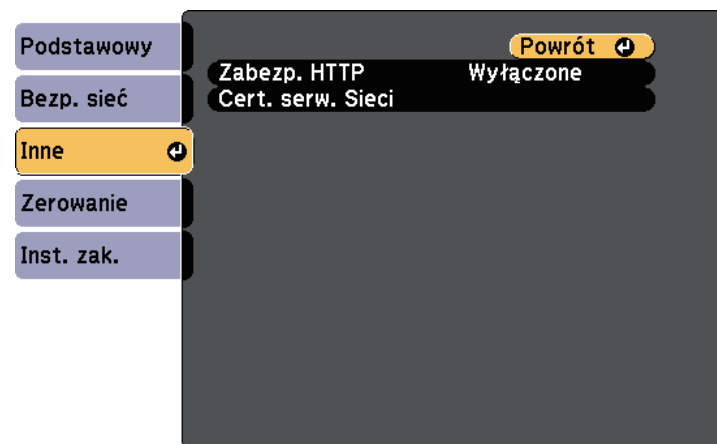 Podstawowy
Bezp. sieć
Inne
Zerowanie
Inst. zak.
Powrót
Zabezp. HTTP Wyłączone
Cert. serw. Sieci